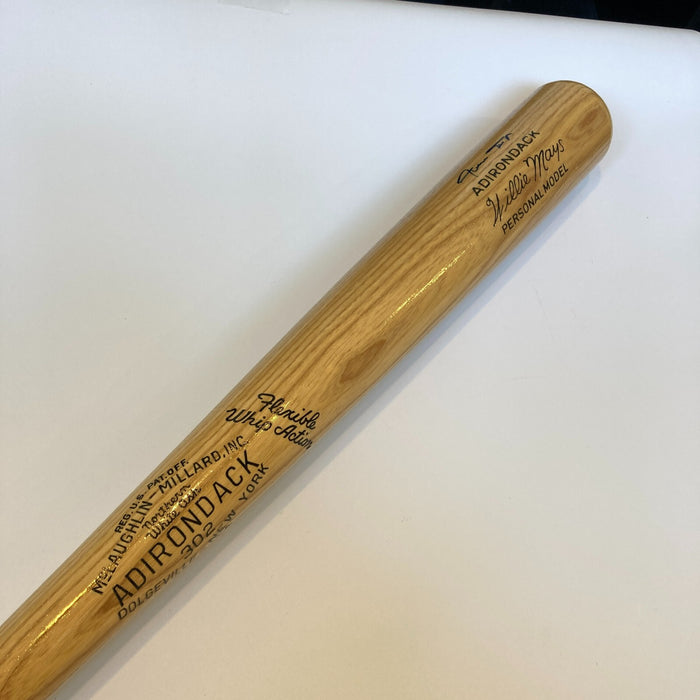 ADIRONDACK
Willie Mays
PERSONAL MODEL
Flexible
Whip Action
REG. U.S. PAT. OFF.
McLAUGHLIN-MILLARD, INC.
Northern
White Ash
ADIRONDACK
302
DOLGEVILLE, NEW YORK